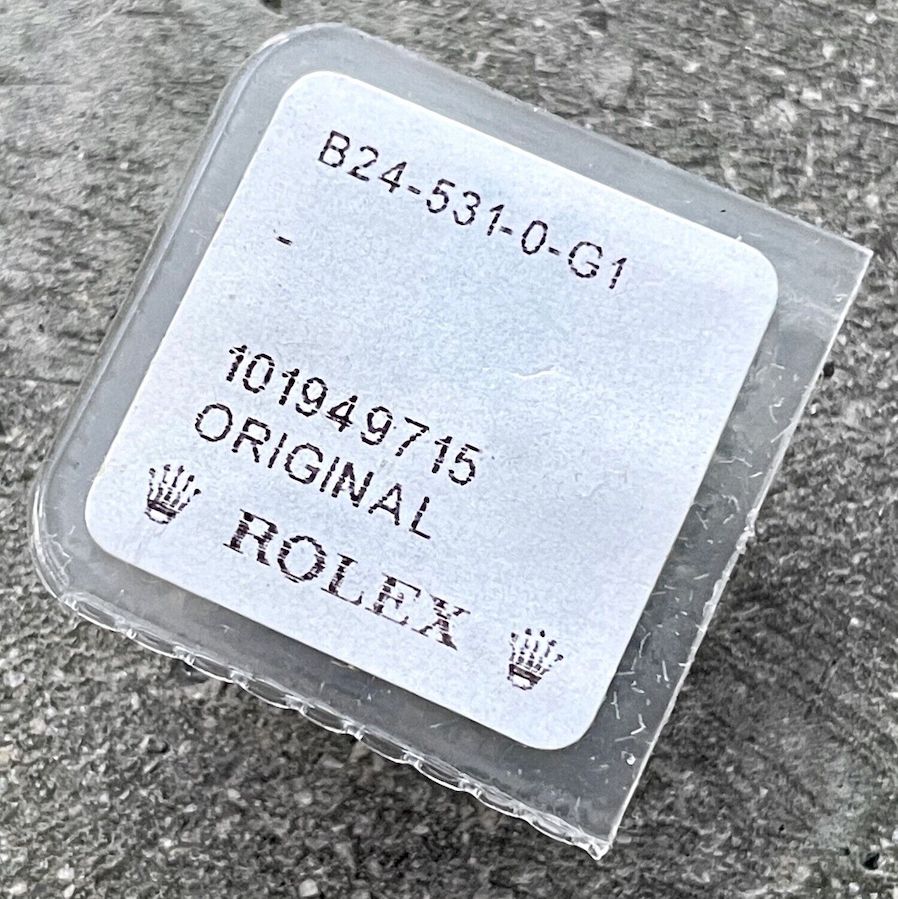 B24-531-0-G1
-
101949715
ORIGINAL
ROLEX